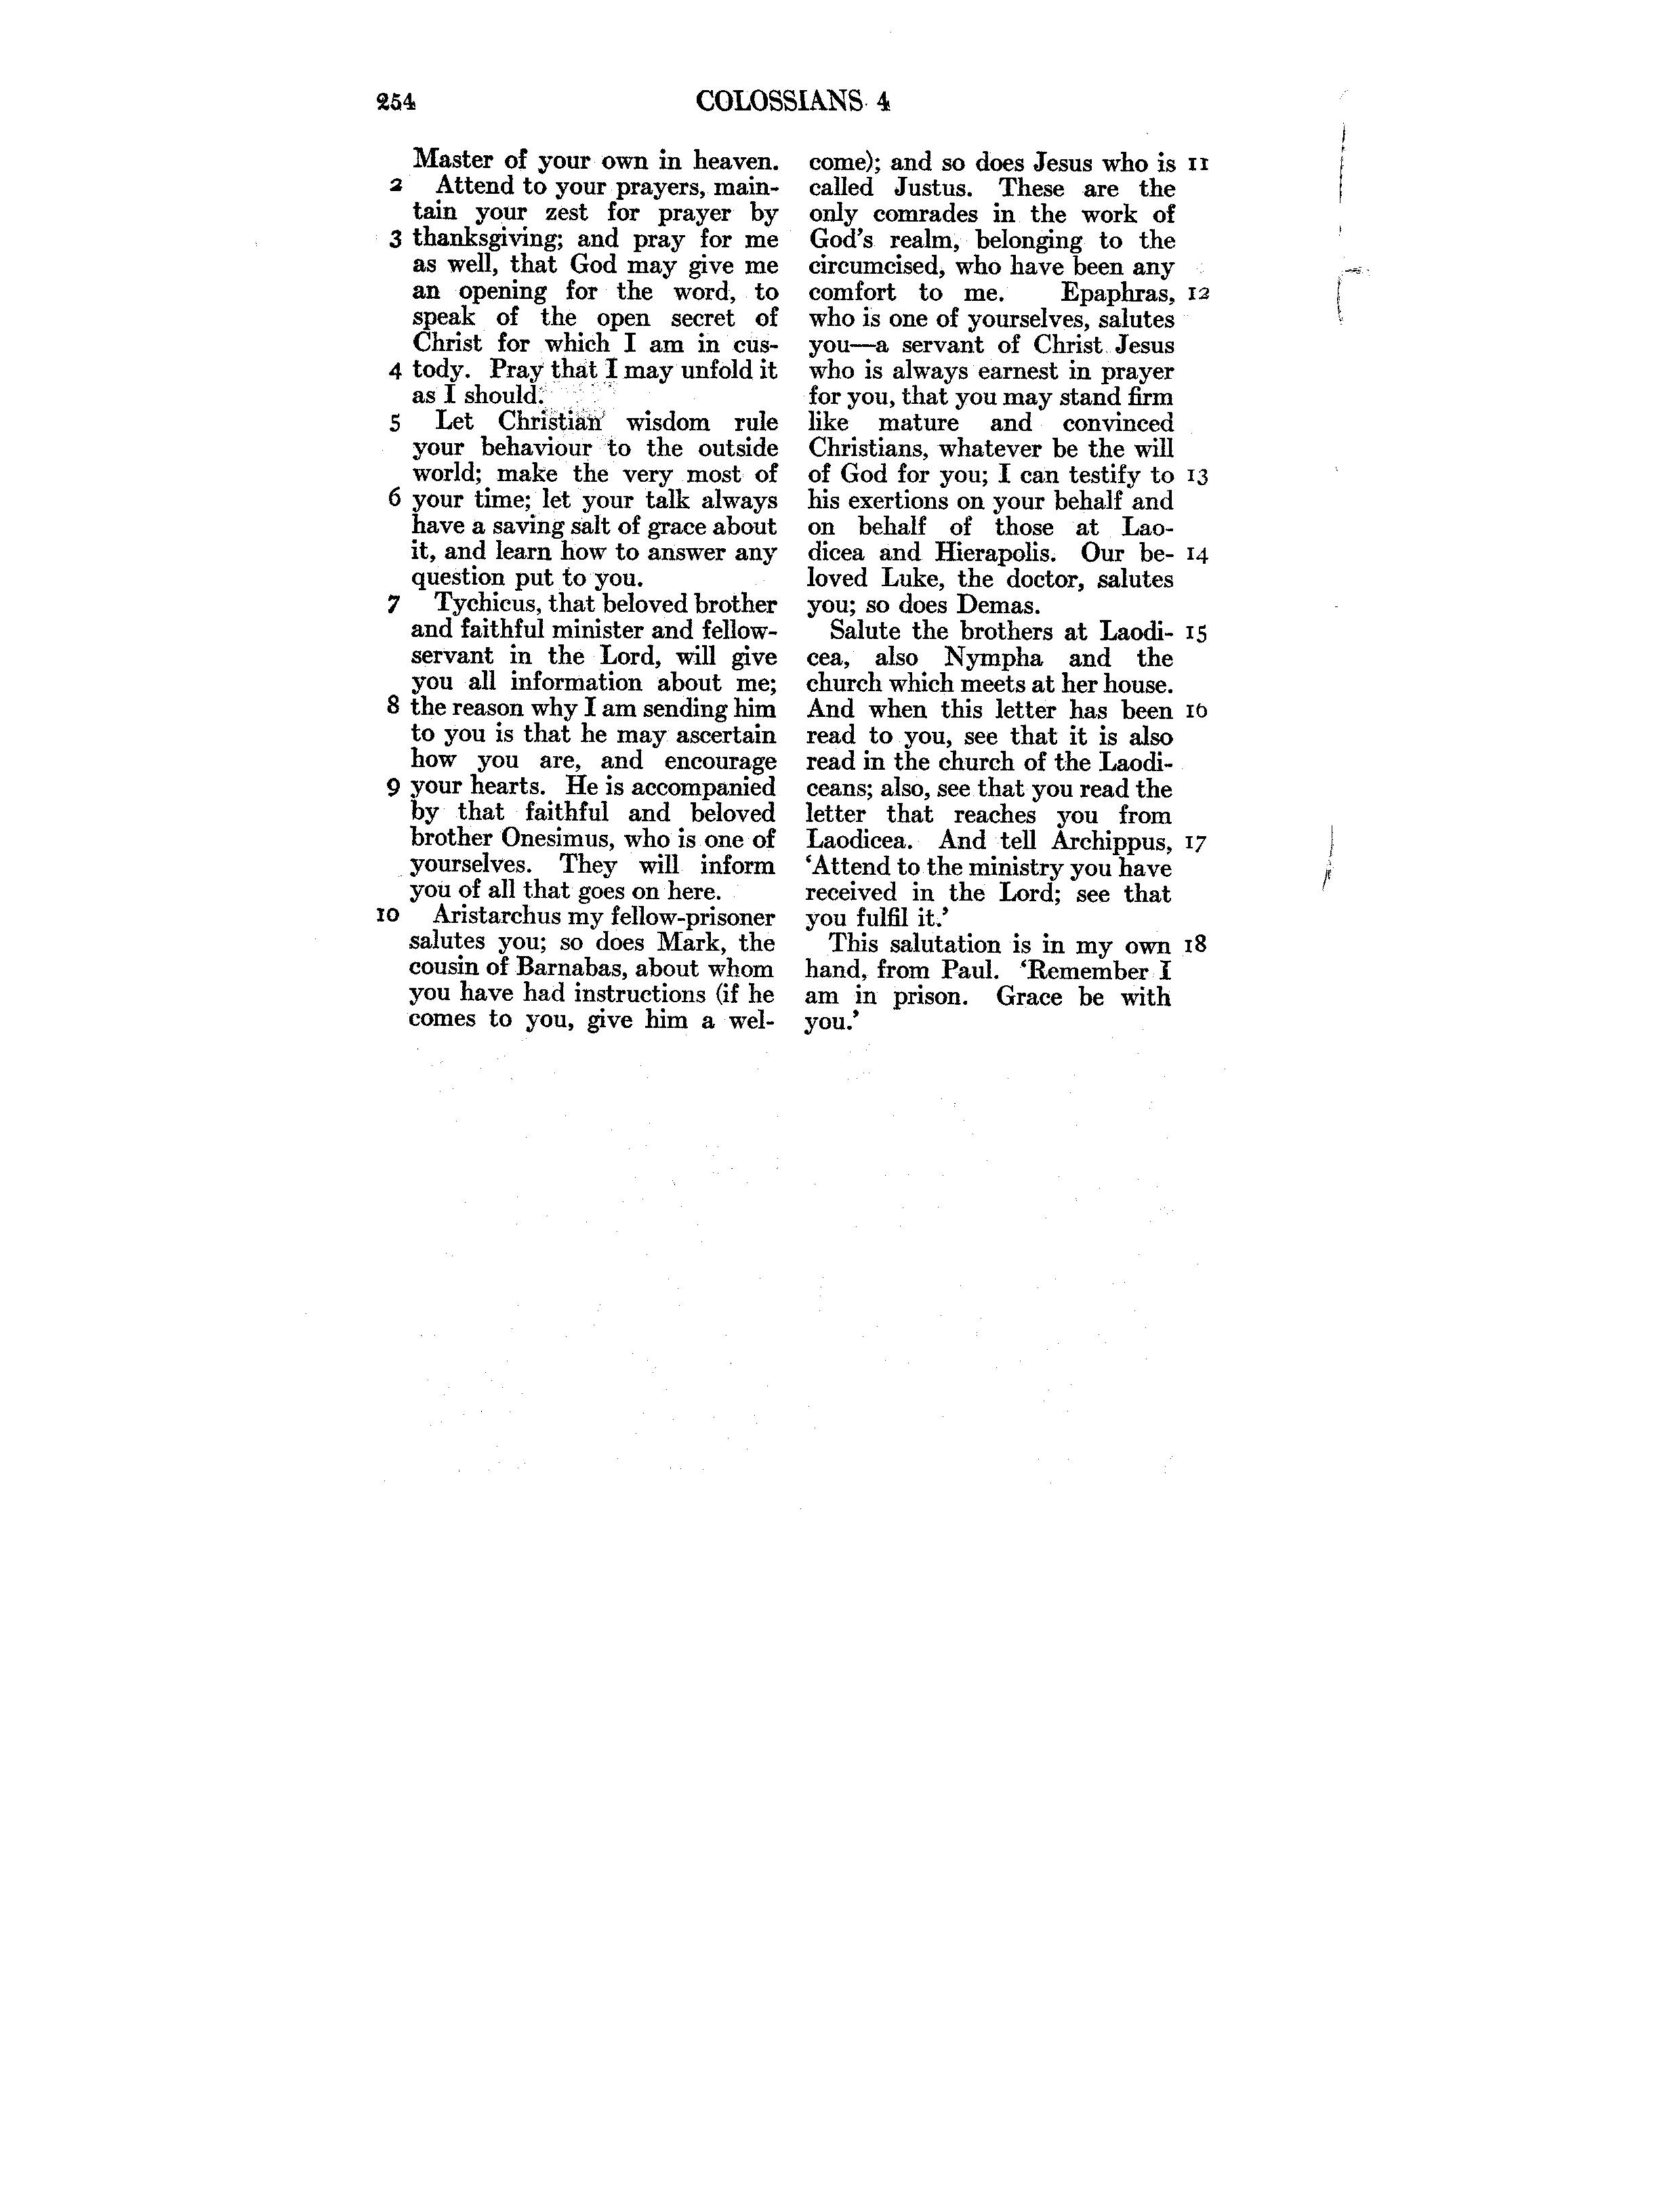 254 COLOSSIANS 4
Master of your own in heaven.
2 Attend to your prayers, main-
tain your zest for prayer by
3 thanksgiving; and pray for me
as well, that God may give me
an opening for the word, to
speak of the open secret of
Christ for which I am in cus-
4 tody. Pray that I may unfold it
as I should.
5 Let Christian wisdom rule
your behaviour to the outside
world; make the very most of
6 your time; let your talk always
have a saving salt of grace about
it, and learn how to answer any
question put to you.
7 Tychicus, that beloved brother
and faithful minister and fellow-
servant in the Lord, will give
you all information about me;
8 the reason why I am sending him
to you is that he may ascertain
how you are, and encourage
9 your hearts. He is accompanied
by that faithful and beloved
brother Onesimus, who is one of
yourselves. They will inform
you of all that goes on here.
10 Aristarchus my fellow-prisoner
salutes you; so does Mark, the
cousin of Barnabas, about whom
you have had instructions (if he
comes to you, give him a wel-
come); and so does Jesus who is 11
called Justus. These are the
only comrades in the work of
God's realm, belonging to the
circumcised, who have been any
comfort to me. Epaphras, 12
who is one of yourselves, salutes
you—a servant of Christ Jesus
who is always earnest in prayer
for you, that you may stand firm
like mature and convinced
Christians, whatever be the will
of God for you; I can testify to 13
his exertions on your behalf and
on behalf of those at Lao-
dicea and Hierapolis. Our be- 14
loved Luke, the doctor, salutes
you; so does Demas.
Salute the brothers at Laodi- 15
cea, also Nympha and the
church which meets at her house.
And when this letter has been 16
read to you, see that it is also
read in the church of the Laodi-
ceans; also, see that you read the
letter that reaches you from
Laodicea. And tell Archippus, 17
‘Attend to the ministry you have
received in the Lord; see that
you fulfil it.’
This salutation is in my own 18
hand, from Paul. ‘Remember I
am in prison. Grace be with
you.’